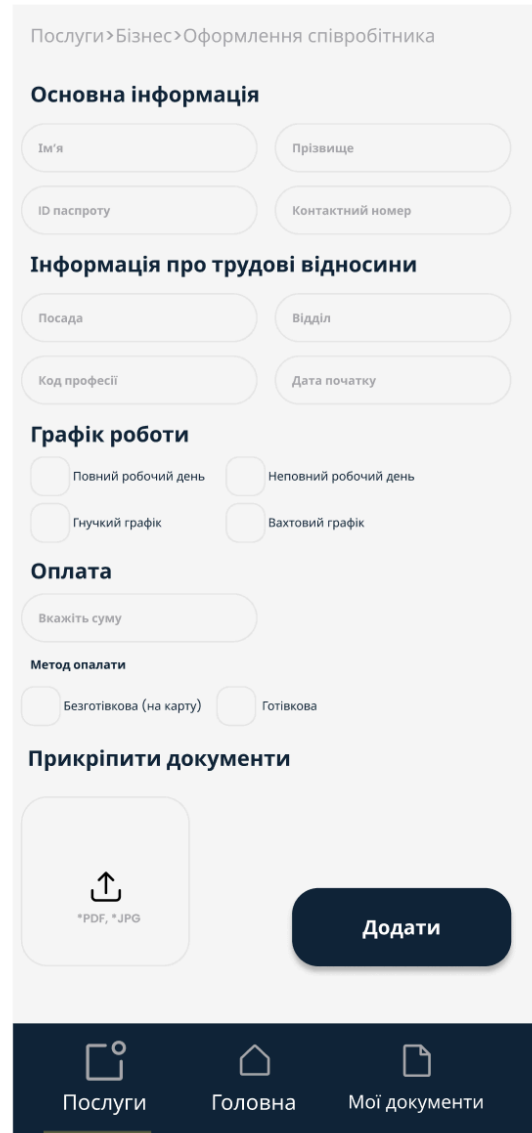 Послуги>Бізнес>Оформлення співробітника
Основна інформація
Ім'я Прізвище
ID паспроту Контактний номер
Інформація про трудові відносини
Посада Відділ
Код професії Дата початку
Графік роботи
Повний робочий день Неповний робочий день
Гнучкий графік Вахтовий графік
Оплата
Вкажіть суму
Метод опалати
Безготівкова (на карту) Готівкова
Прикріпити документи
*PDF, *JPG
Додати
Послуги Головна Мої документи